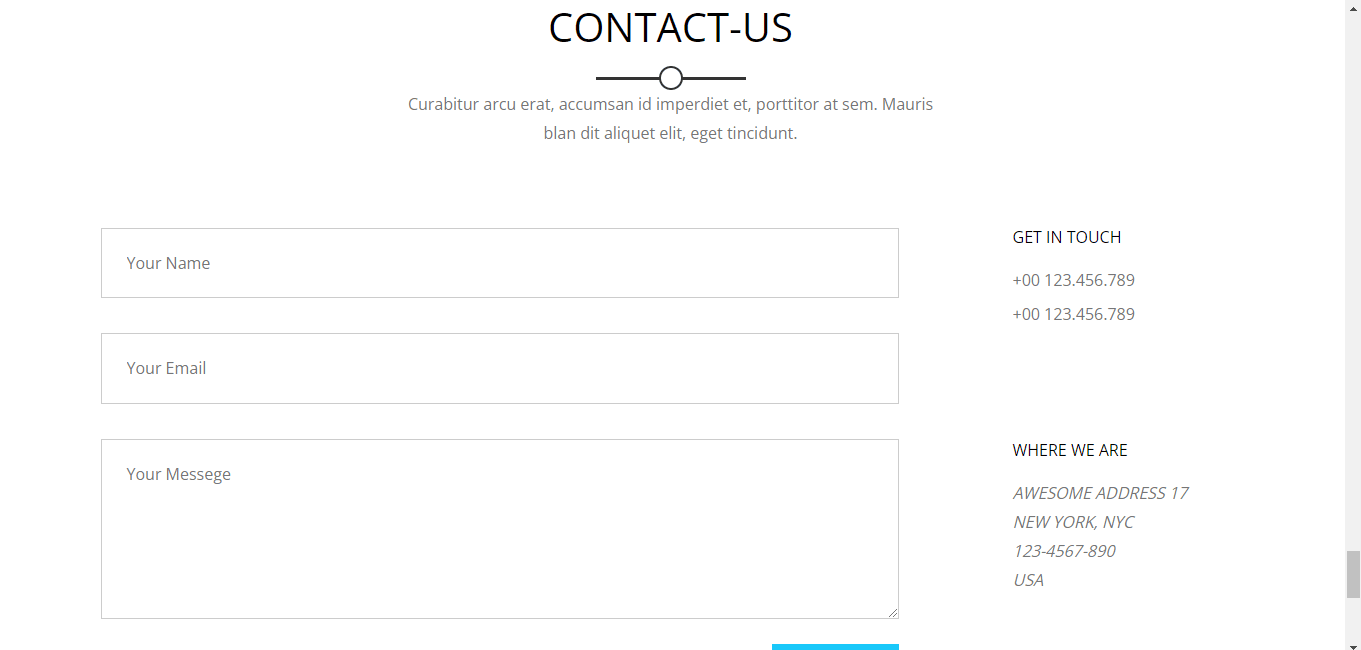 CONTACT-US
Curabitur arcu erat, accumsan id imperdiet et, porttitor at sem. Mauris
blan dit aliquet elit, eget tincidunt.
Your Name
Your Email
Your Messege
GET IN TOUCH
+00 123.456.789
+00 123.456.789
WHERE WE ARE
AWESOME ADDRESS 17
NEW YORK, NYC
123-4567-890
USA